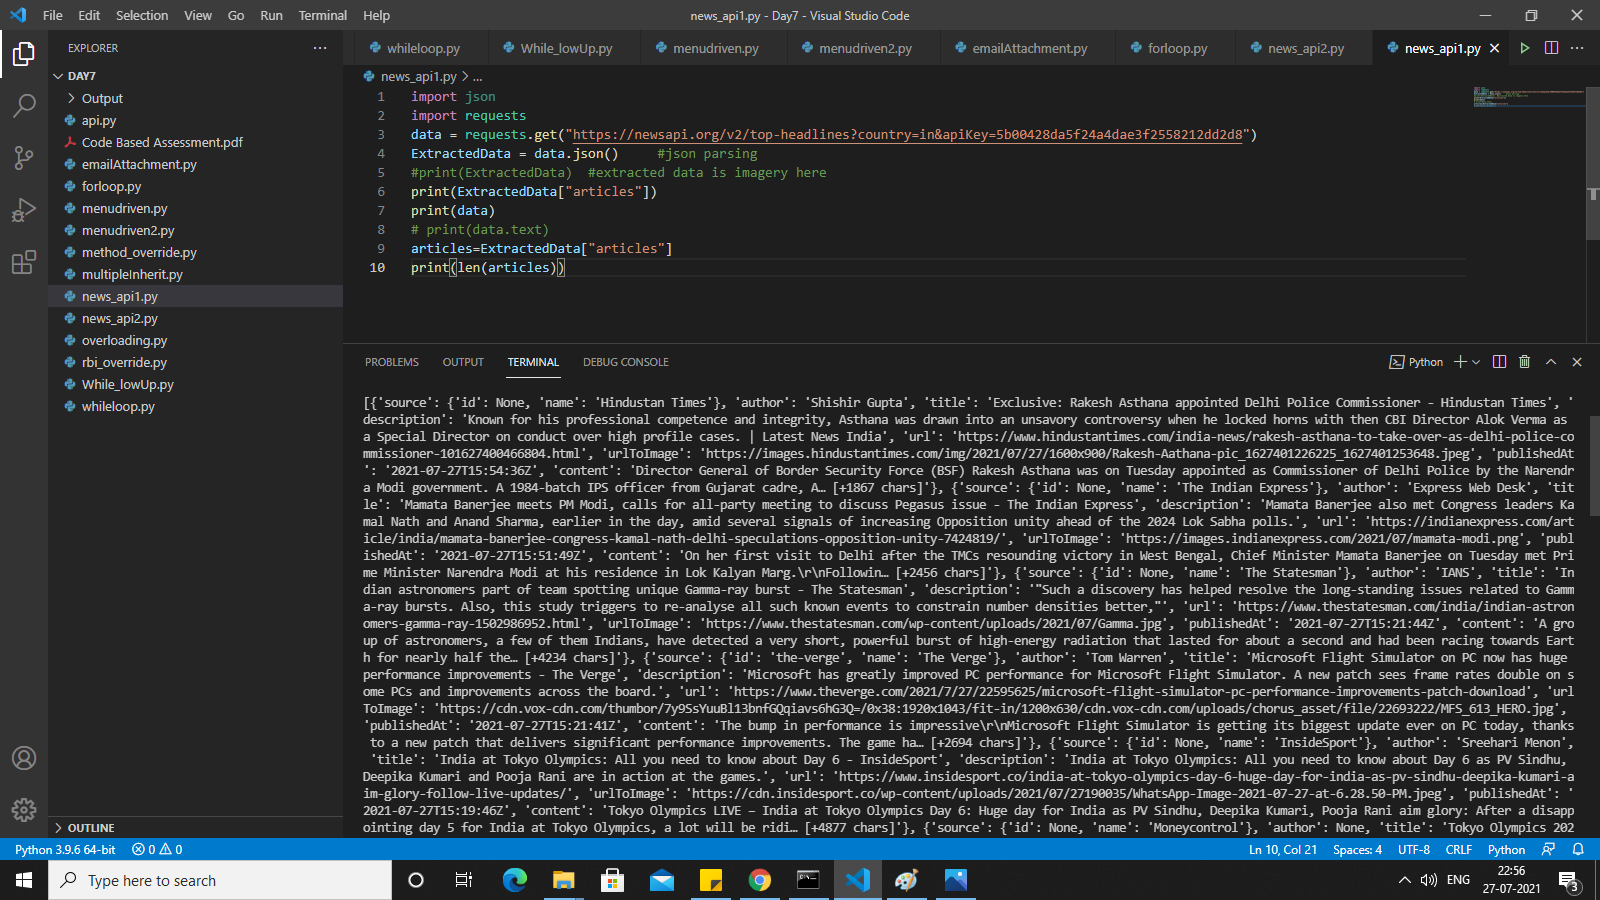 File Edit Selection View Go Run Terminal Help
news_api1.py - Day7 - Visual Studio Code
EXPLORER
DAY7
Output
api.py
Code Based Assessment.pdf
emailAttachment.py
forloop.py
menudriven.py
menudriven2.py
method_override.py
multipleInherit.py
news_api1.py
news_api2.py
overloading.py
rbi_override.py
While_lowUp.py
whileloop.py
OUTLINE
whileloop.py While_lowUp.py menudriven.py menudriven2.py emailAttachment.py forloop.py news_api2.py news_api1.py
news_api1.py > ...
1 import json
2 import requests
3 data = requests.get("https://newsapi.org/v2/top-headlines?country=in&apiKey=5b00428da5f24a4dae3f2558212dd2d8")
4 ExtractedData = data.json() #json parsing
5 #print(ExtractedData) #extracted data is imagery here
6 print(ExtractedData["articles"])
7 print(data)
8 # print(data.text)
9 articles=ExtractedData["articles"]
10 print(len(articles))
PROBLEMS OUTPUT TERMINAL DEBUG CONSOLE
Python
[{'source': {'id': None, 'name': 'Hindustan Times'}, 'author': 'Shishir Gupta', 'title': 'Exclusive: Rakesh Asthana appointed Delhi Police Commissioner - Hindustan Times', '
description': 'Known for his professional competence and integrity, Asthana was drawn into an unsavory controversy when he locked horns with then CBI Director Alok Verma as
a Special Director on conduct over high profile cases. | Latest News India', 'url': 'https://www.hindustantimes.com/india-news/rakesh-asthana-to-take-over-as-delhi-police-co
mmissioner-101627400466804.html', 'urlToImage': 'https://images.hindustantimes.com/img/2021/07/27/1600x900/Rakesh-Aathana-pic_1627401226225_1627401253648.jpeg', 'publishedAt
': '2021-07-27T15:54:36Z', 'content': 'Director General of Border Security Force (BSF) Rakesh Asthana was on Tuesday appointed as Commissioner of Delhi Police by the Narendr
a Modi government. A 1984-batch IPS officer from Gujarat cadre, A… [+1867 chars]'}, {'source': {'id': None, 'name': 'The Indian Express'}, 'author': 'Express Web Desk', 'tit
le': 'Mamata Banerjee meets PM Modi, calls for all-party meeting to discuss Pegasus issue - The Indian Express', 'description': 'Mamata Banerjee also met Congress leaders Ka
mal Nath and Anand Sharma, earlier in the day, amid several signals of increasing Opposition unity ahead of the 2024 Lok Sabha polls.', 'url': 'https://indianexpress.com/art
icle/india/mamata-banerjee-congress-kamal-nath-delhi-speculations-opposition-unity-7424819/', 'urlToImage': 'https://images.indianexpress.com/2021/07/mamata-modi.png', 'publ
ishedAt': '2021-07-27T15:51:49Z', 'content': 'On her first visit to Delhi after the TMCs resounding victory in West Bengal, Chief Minister Mamata Banerjee on Tuesday met Pri
me Minister Narendra Modi at his residence in Lok Kalyan Marg.\r\nFollowin… [+2456 chars]'}, {'source': {'id': None, 'name': 'The Statesman'}, 'author': 'IANS', 'title': 'In
dian astronomers part of team spotting unique Gamma-ray burst - The Statesman', 'description': '"Such a discovery has helped resolve the long-standing issues related to Gamm
a-ray bursts. Also, this study triggers to re-analyse all such known events to constrain number densities better,"', 'url': 'https://www.thestatesman.com/india/indian-astron
omers-gamma-ray-1502986952.html', 'urlToImage': 'https://www.thestatesman.com/wp-content/uploads/2021/07/Gamma.jpg', 'publishedAt': '2021-07-27T15:21:44Z', 'content': 'A gro
up of astronomers, a few of them Indians, have detected a very short, powerful burst of high-energy radiation that lasted for about a second and had been racing towards Eart
h for nearly half the… [+4234 chars]'}, {'source': {'id': 'the-verge', 'name': 'The Verge'}, 'author': 'Tom Warren', 'title': 'Microsoft Flight Simulator on PC now has huge
performance improvements - The Verge', 'description': 'Microsoft has greatly improved PC performance for Microsoft Flight Simulator. A new patch sees frame rates double on s
ome PCs and improvements across the board.', 'url': 'https://www.theverge.com/2021/7/27/22595625/microsoft-flight-simulator-pc-performance-improvements-patch-download', 'url
ToImage': 'https://cdn.vox-cdn.com/thumbor/7y9SsYuuBl13bnfGQqiavs6hG3Q=/0x38:1920x1043/fit-in/1200x630/cdn.vox-cdn.com/uploads/chorus_asset/file/22693222/MFS_613_HERO.jpg',
'publishedAt': '2021-07-27T15:21:41Z', 'content': 'The bump in performance is impressive\r\nMicrosoft Flight Simulator is getting its biggest update ever on PC today, thanks
to a new patch that delivers significant performance improvements. The game ha… [+2694 chars]'}, {'source': {'id': None, 'name': 'InsideSport'}, 'author': 'Sreehari Menon',
'title': 'India at Tokyo Olympics: All you need to know about Day 6 - InsideSport', 'description': 'India at Tokyo Olympics: All you need to know about Day 6 as PV Sindhu,
Deepika Kumari and Pooja Rani are in action at the games.', 'url': 'https://www.insidesport.co/india-at-tokyo-olympics-day-6-huge-day-for-india-as-pv-sindhu-deepika-kumari-a
im-glory-follow-live-updates/', 'urlToImage': 'https://cdn.insidesport.co/wp-content/uploads/2021/07/27190035/WhatsApp-Image-2021-07-27-at-6.28.50-PM.jpeg', 'publishedAt': '
2021-07-27T15:19:46Z', 'content': 'Tokyo Olympics LIVE – India at Tokyo Olympics Day 6: Huge day for India as PV Sindhu, Deepika Kumari, Pooja Rani aim glory: After a disapp
ointing day 5 for India at Tokyo Olympics, a lot will be ridi… [+4877 chars]'}, {'source': {'id': None, 'name': 'Moneycontrol'}, 'author': None, 'title': 'Tokyo Olympics 202
Python 3.9.6 64-bit 0 0 Ln 10, Col 21 Spaces: 4 UTF-8 CRLF Python
Type here to search
ENG
22:56
27-07-2021
3